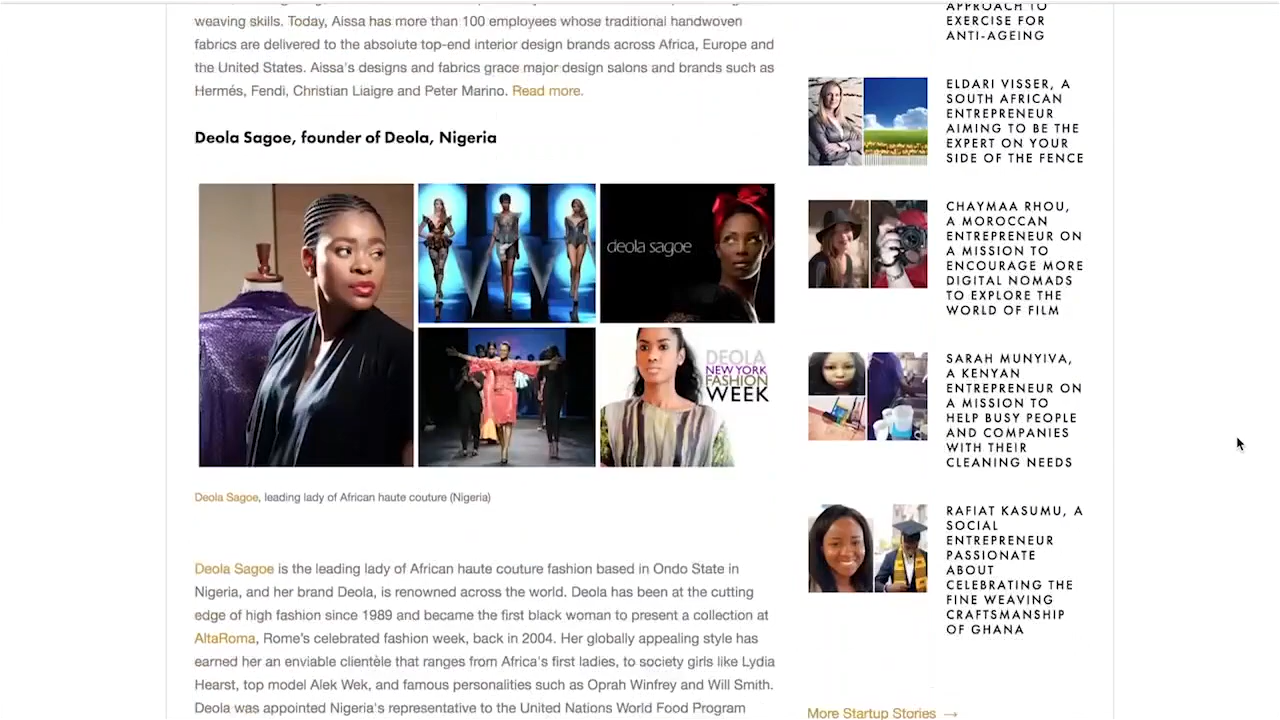 weaving skills. Today, Aissa has more than 100 employees whose traditional handwoven
fabrics are delivered to the absolute top-end interior design brands across Africa, Europe and
the United States. Aissa's designs and fabrics grace major design salons and brands such as
Hermés, Fendi, Christian Liaigre and Peter Marino. Read more.
Deola Sagoe, founder of Deola, Nigeria
deola sagoe
DEOLA
NEW YORK
FASHION
WEEK
Deola Sagoe, leading lady of African haute couture (Nigeria)
Deola Sagoe is the leading lady of African haute couture fashion based in Ondo State in
Nigeria, and her brand Deola, is renowned across the world. Deola has been at the cutting
edge of high fashion since 1989 and became the first black woman to present a collection at
AltaRoma, Rome's celebrated fashion week, back in 2004. Her globally appealing style has
earned her an enviable clientèle that ranges from Africa's first ladies, to society girls like Lydia
Hearst, top model Alek Wek, and famous personalities such as Oprah Winfrey and Will Smith.
Deola was appointed Nigeria's representative to the United Nations World Food Program
APPROACH TO
EXERCISE FOR
ANTI-AGEING
ELDARI VISSER, A
SOUTH AFRICAN
ENTREPRENEUR
AIMING TO BE THE
EXPERT ON YOUR
SIDE OF THE FENCE
CHAYMAA RHOU,
A MOROCCAN
ENTREPRENEUR ON
A MISSION TO
ENCOURAGE MORE
DIGITAL NOMADS
TO EXPLORE THE
WORLD OF FILM
SARAH MUNYIVA,
A KENYAN
ENTREPRENEUR ON
A MISSION TO
HELP BUSY PEOPLE
AND COMPANIES
WITH THEIR
CLEANING NEEDS
RAFIAT KASUMU, A
SOCIAL
ENTREPRENEUR
PASSIONATE
ABOUT
CELEBRATING THE
FINE WEAVING
CRAFTSMANSHIP
OF GHANA
More Startup Stories →